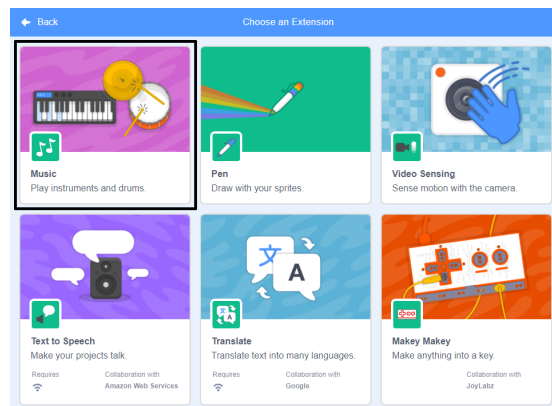 Back
Choose an Extension
Music
Play instruments and drums.
Pen
Draw with your sprites.
Video Sensing
Sense motion with the camera.
Text to Speech
Make your projects talk.
Requires
Collaboration with
Amazon Web Services
Translate
Translate text into many languages.
Requires
Collaboration with
Google
Makey Makey
Make anything into a key.
Collaboration with
JoyLabz
文
A